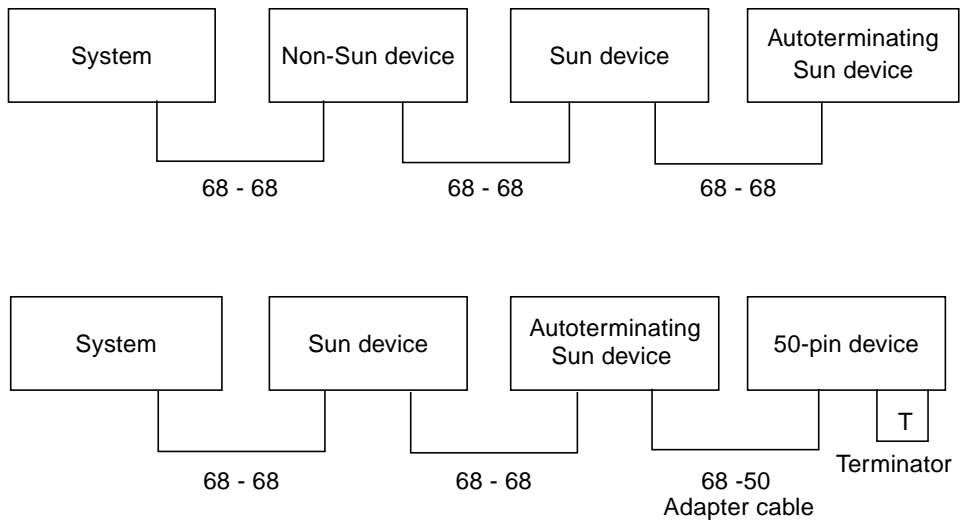 System
Non-Sun device
Sun device
Autoterminating
Sun device
68 - 68
68 - 68
68 - 68
System
Sun device
Autoterminating
Sun device
50-pin device
T
Terminator
68 - 68
68 - 68
68 -50
Adapter cable